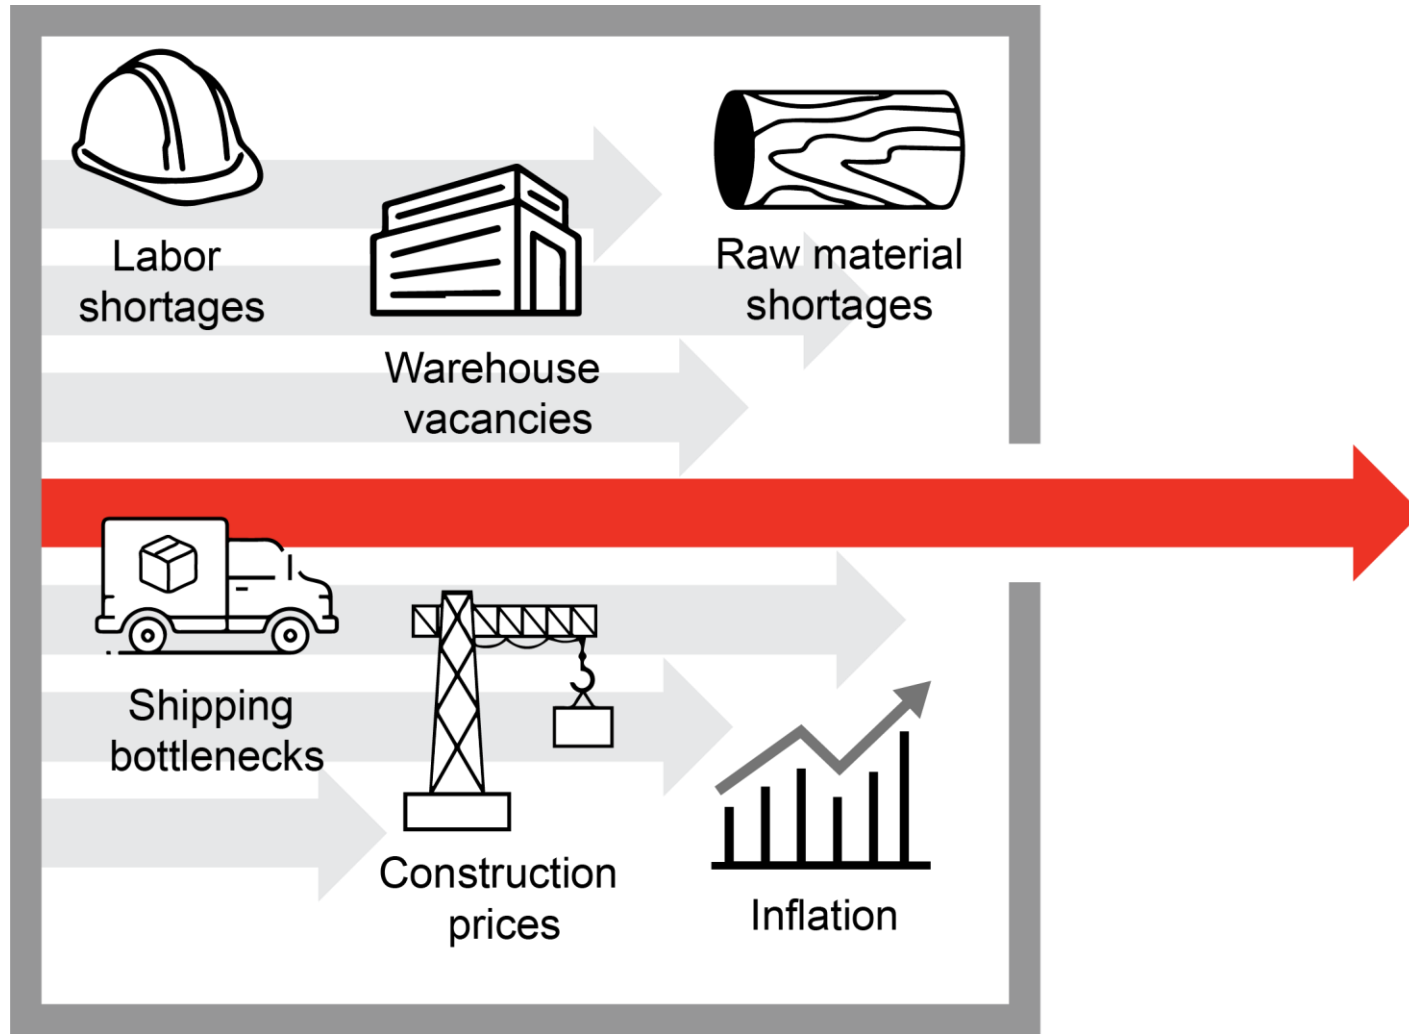 Labor
shortages
Warehouse
vacancies
Raw material
shortages
Shipping
bottlenecks
Construction
prices
Inflation